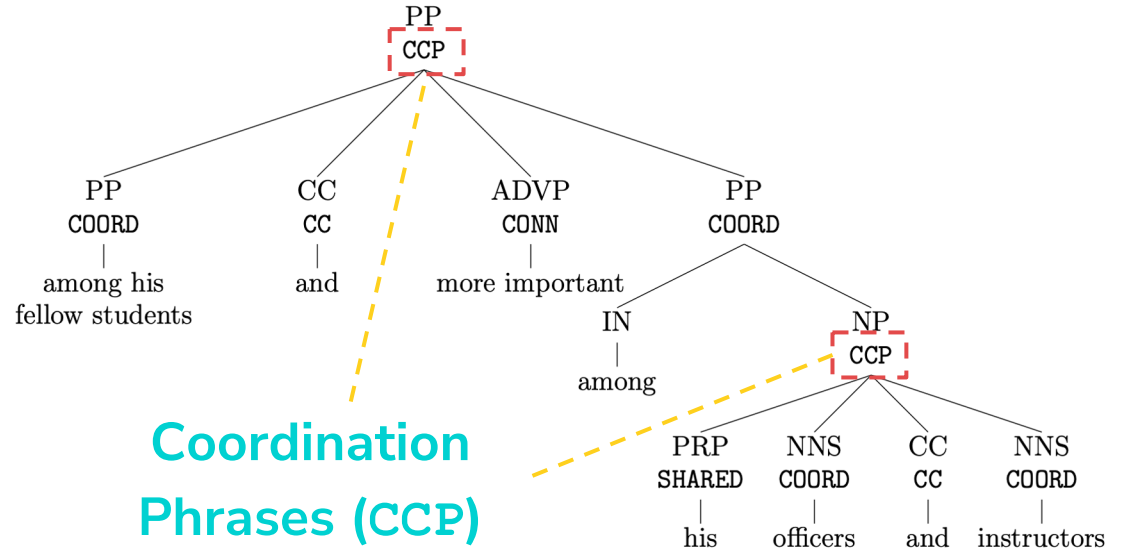 PP
CCP
PP CC ADVP PP
COORD CC CONN COORD
among his and more important
fellow students
IN NP
CCP
among
Coordination
Phrases (CCP)
PRP NNS CC NNS
SHARED COORD CC COORD
his officers and instructors